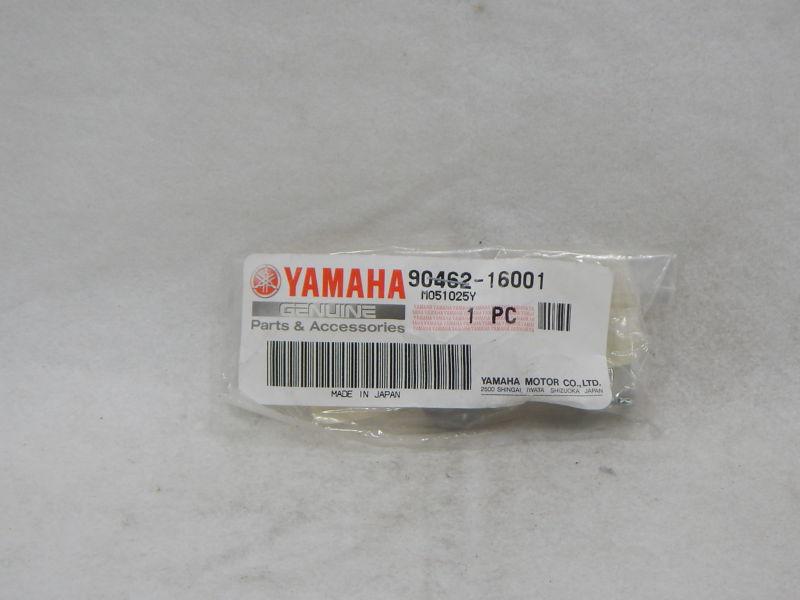 YAMAHA 90462-16001
M051025Y
GENUINE
Parts & Accessories
1 PC
MADE IN JAPAN
YAMAHA MOTOR CO.,LTD.
2500 SHINGAI, IWATA SHIZUOKA JAPAN